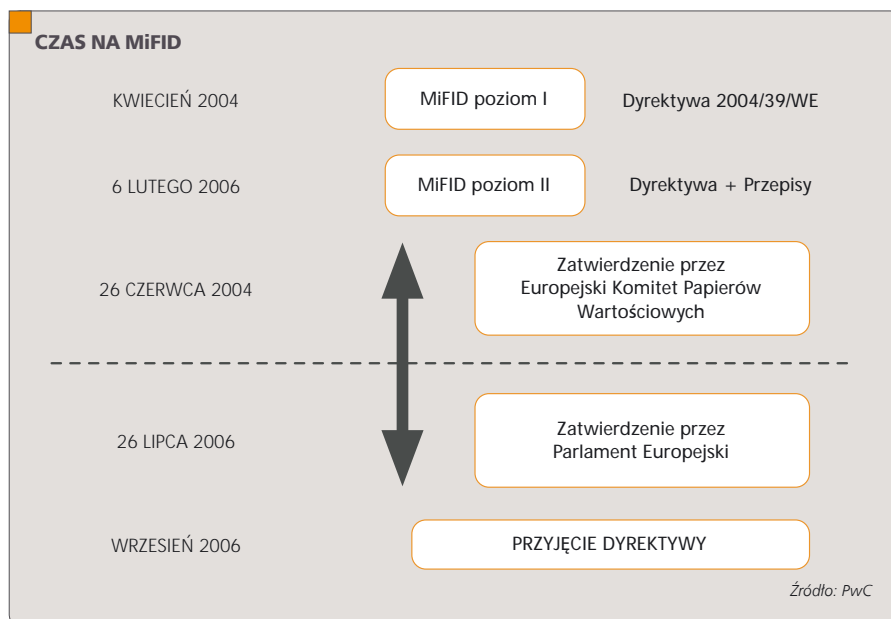 CZAS NA MiFID
KWIECIEŃ 2004
MiFID poziom I
Dyrektywa 2004/39/WE
6 LUTEGO 2006
MiFID poziom II
Dyrektywa + Przepisy
26 CZERWCA 2004
Zatwierdzenie przez
Europejski Komitet Papierów
Wartościowych
26 LIPCA 2006
Zatwierdzenie przez
Parlament Europejski
WRZESIEŃ 2006
PRZYJĘCIE DYREKTYWY
Źródło: PwC